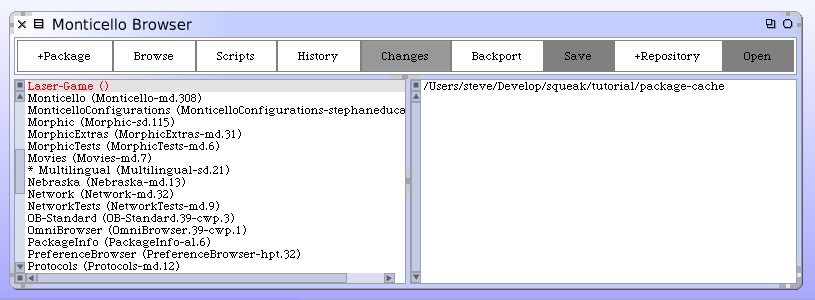 Monticello Browser
+Package Browse Scripts History Changes Backport Save +Repository Open
Laser-Game ()
Monticello (Monticello-md.308)
MonticelloConfigurations (MonticelloConfigurations-stephaneduca
Morphic (Morphic-sd.115)
MorphicExtras (MorphicExtras-md.31)
MorphicTests (MorphicTests-md.6)
Movies (Movies-md.7)
* Multilingual (Multilingual-sd.21)
Nebraska (Nebraska-md.13)
Network (Network-md.32)
NetworkTests (NetworkTests-md.9)
OB-Standard (OB-Standard.39-cwp.3)
OmniBrowser (OmniBrowser.39-cwp.1)
PackageInfo (PackageInfo-al.6)
PreferenceBrowser (PreferenceBrowser-hpt.32)
Protocols (Protocols-md.12)
/Users/steve/Develop/squeak/tutorial/package-cache